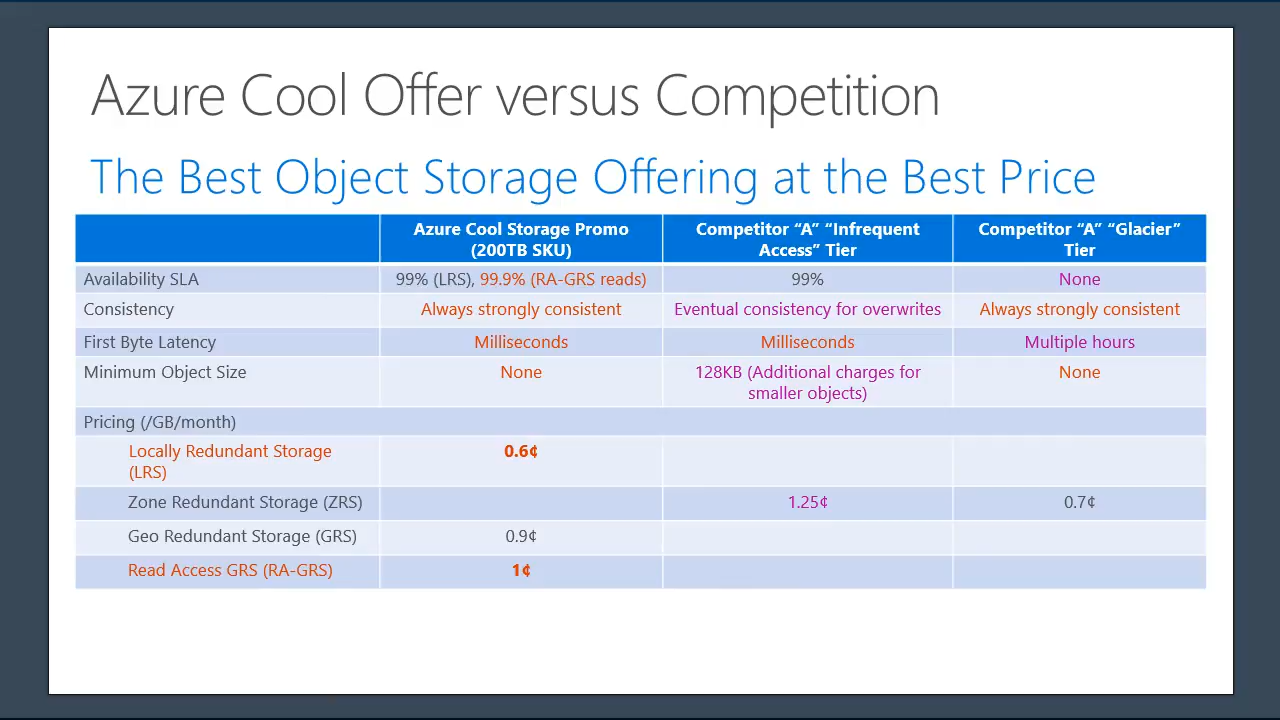 Azure Cool Offer versus Competition
The Best Object Storage Offering at the Best Price
Azure Cool Storage Promo
(200TB SKU)
Competitor “A” “Infrequent
Access” Tier
Competitor “A” “Glacier”
Tier
Availability SLA
99% (LRS), 99.9% (RA-GRS reads)
99%
None
Consistency
Always strongly consistent
Eventual consistency for overwrites
Always strongly consistent
First Byte Latency
Milliseconds
Milliseconds
Multiple hours
Minimum Object Size
None
128KB (Additional charges for
smaller objects)
None
Pricing (/GB/month)
Locally Redundant Storage
(LRS)
0.6¢
Zone Redundant Storage (ZRS)
1.25¢
0.7¢
Geo Redundant Storage (GRS)
0.9¢
Read Access GRS (RA-GRS)
1¢